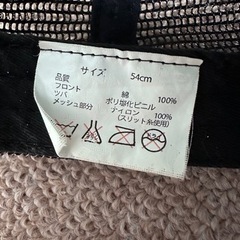 サイズ 54cm
品質
フロント 綿 100%
ツバ ポリ塩化ビニル
メッシュ部分 ナイロン 100%
(スリット糸使用)